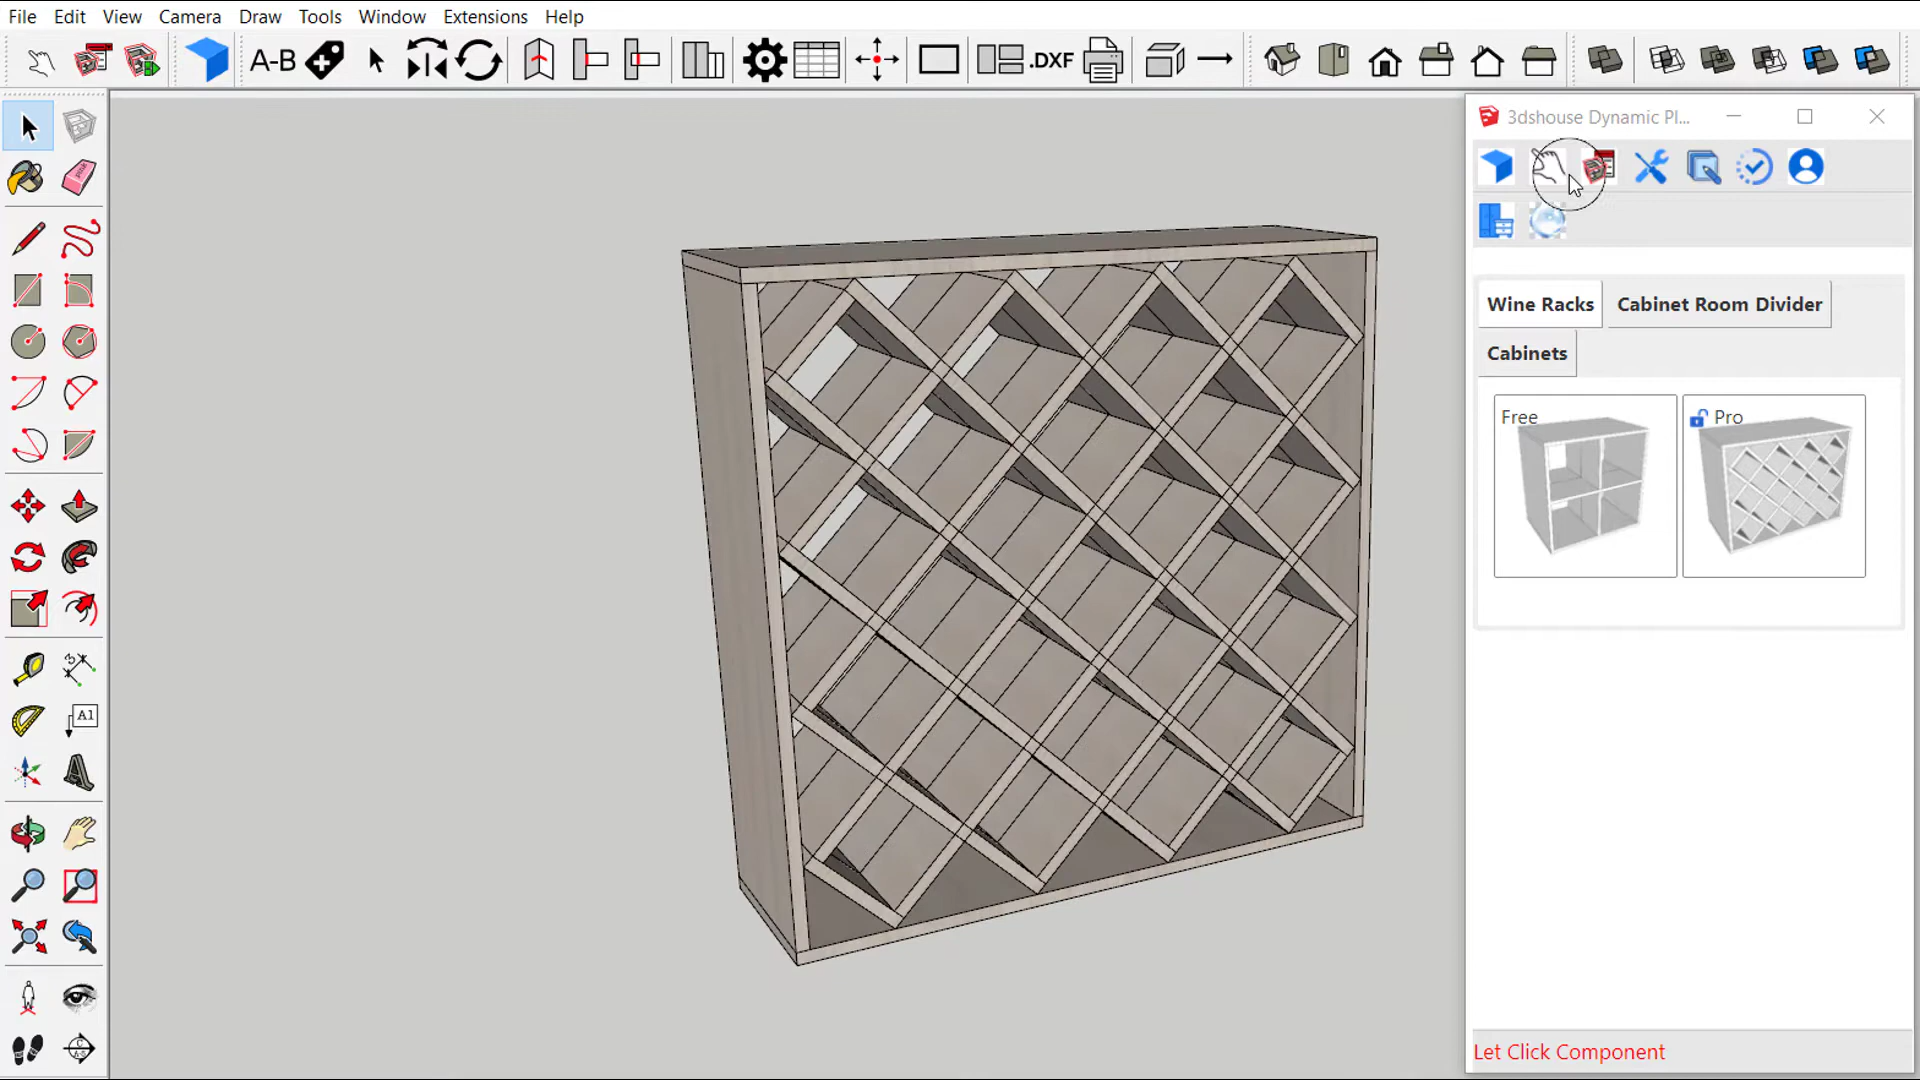 File Edit View Camera Draw Tools Window Extensions Help
A-B .DXF
3dshouse Dynamic Pl...
Wine Racks Cabinet Room Divider
Cabinets
Free Pro
A1
Let Click Component